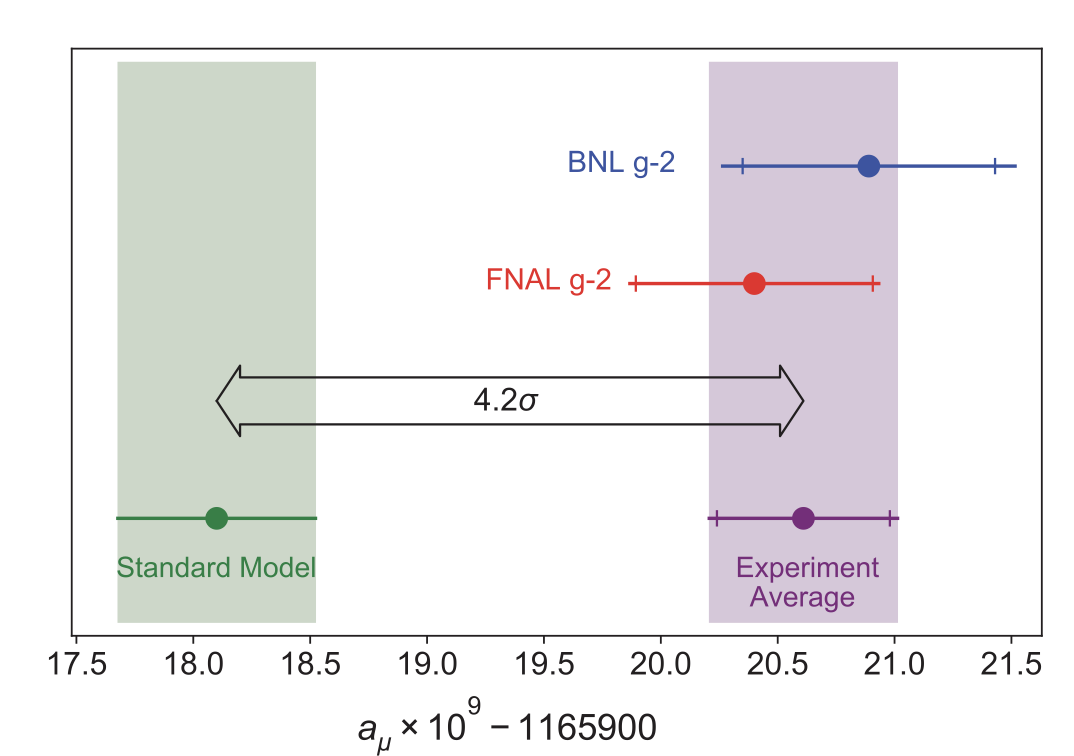 BNL g-2
FNAL g-2
4.2σ
Standard Model
Experiment
Average
17.5 18.0 18.5 19.0 19.5 20.0 20.5 21.0 21.5
aμ × 10⁹ − 1165900